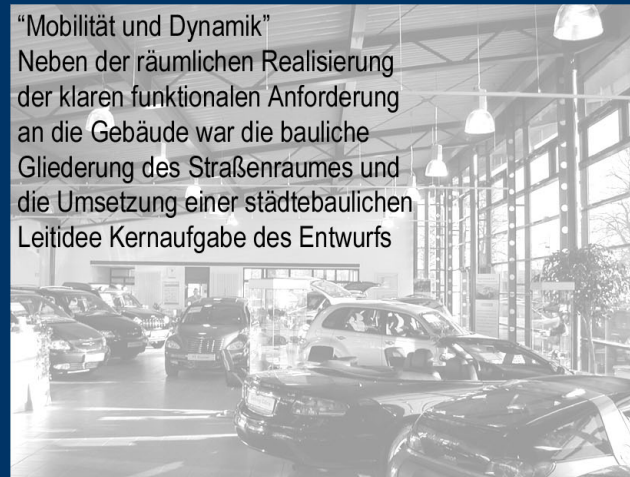 “Mobilität und Dynamik”
Neben der räumlichen Realisierung
der klaren funktionalen Anforderung
an die Gebäude war die bauliche
Gliederung des Straßenraumes und
die Umsetzung einer städtebaulichen
Leitidee Kernaufgabe des Entwurfs